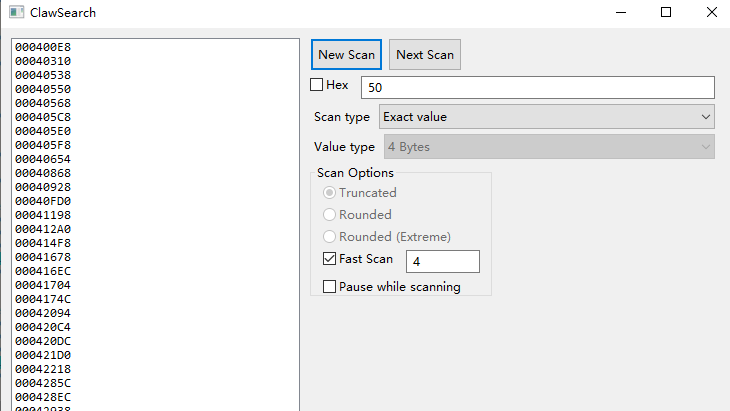 ClawSearch
000400E8
00040310
00040538
00040550
00040568
000405C8
000405E0
000405F8
00040654
00040868
00040928
00040FD0
00041198
000412A0
000414F8
00041678
000416EC
00041704
0004174C
00042094
000420C4
000420DC
000421D0
00042218
0004285C
000428EC
00042938
New Scan Next Scan
Hex 50
Scan type Exact value
Value type 4 Bytes
Scan Options
Truncated
Rounded
Rounded (Extreme)
Fast Scan 4
Pause while scanning